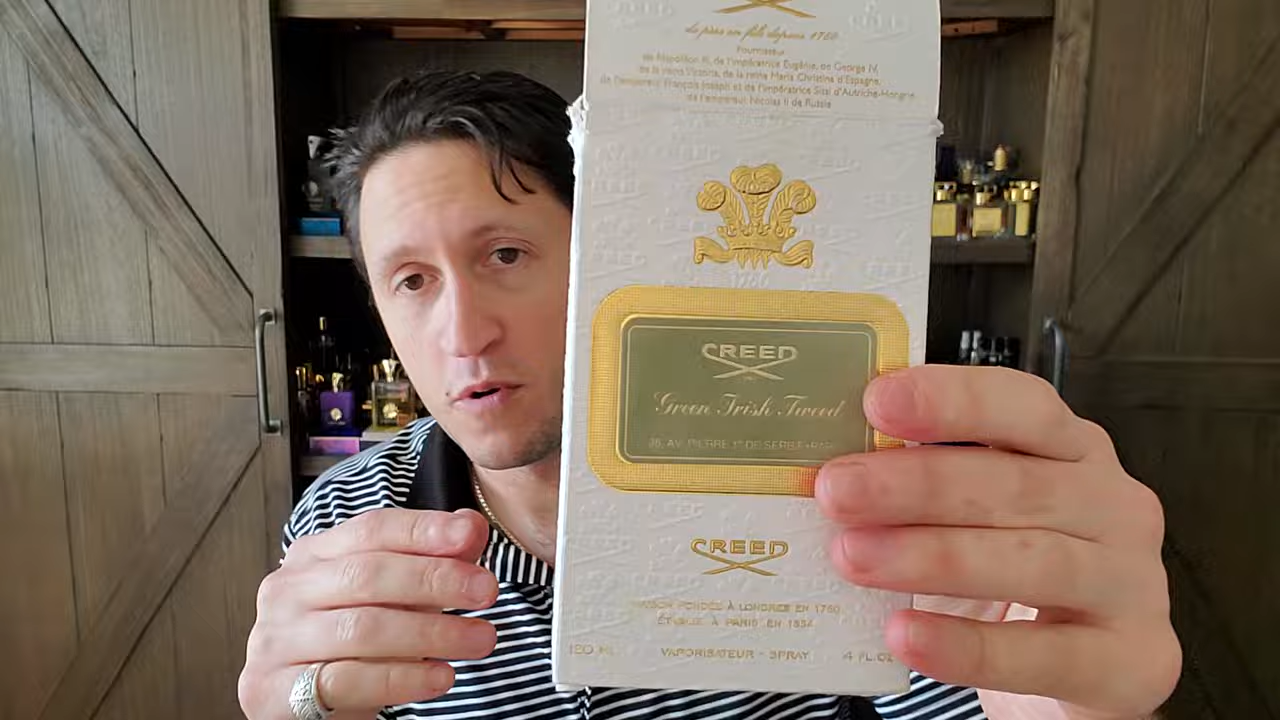 de père en fils depuis 1760
Fournisseur
de Napoléon III, de l'Impératrice Eugénie, de George IV,
de la reine Victoria, de la reine Maria Christina d'Espagne,
de l'empereur François Joseph et de l'impératrice Sissi d'Autriche-Hongrie
de l'empereur Nicolas II de Russie
CREED
1760
CREED
Green Irish Tweed
38, AV. PIERRE 1ER DE SERBIE • PAR
CREED
MAISON FONDÉE À LONDRES EN 1760
ÉTABLIE À PARIS EN 1854
120 ML VAPORISATEUR - SPRAY 4 FL.OZ